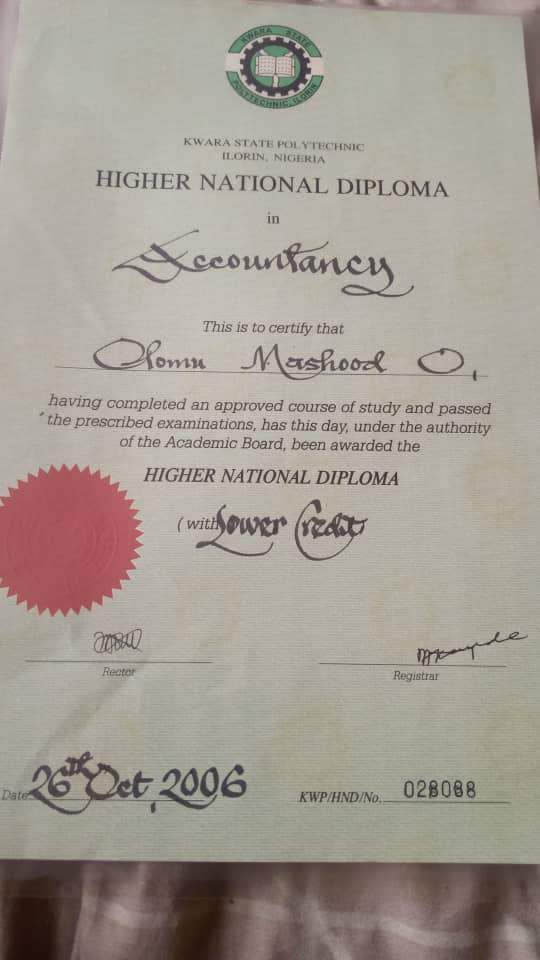 KWARA STATE
POLYTECHNIC, ILORIN
KWARA STATE POLYTECHNIC
ILORIN, NIGERIA
HIGHER NATIONAL DIPLOMA
in
Accountancy
This is to certify that
Olomu Mashood O.
having completed an approved course of study and passed
the prescribed examinations, has this day, under the authority
of the Academic Board, been awarded the
HIGHER NATIONAL DIPLOMA
(with Lower Credit
Rector
Registrar
Date 26th Oct, 2006
KWP/HND/No. 028088